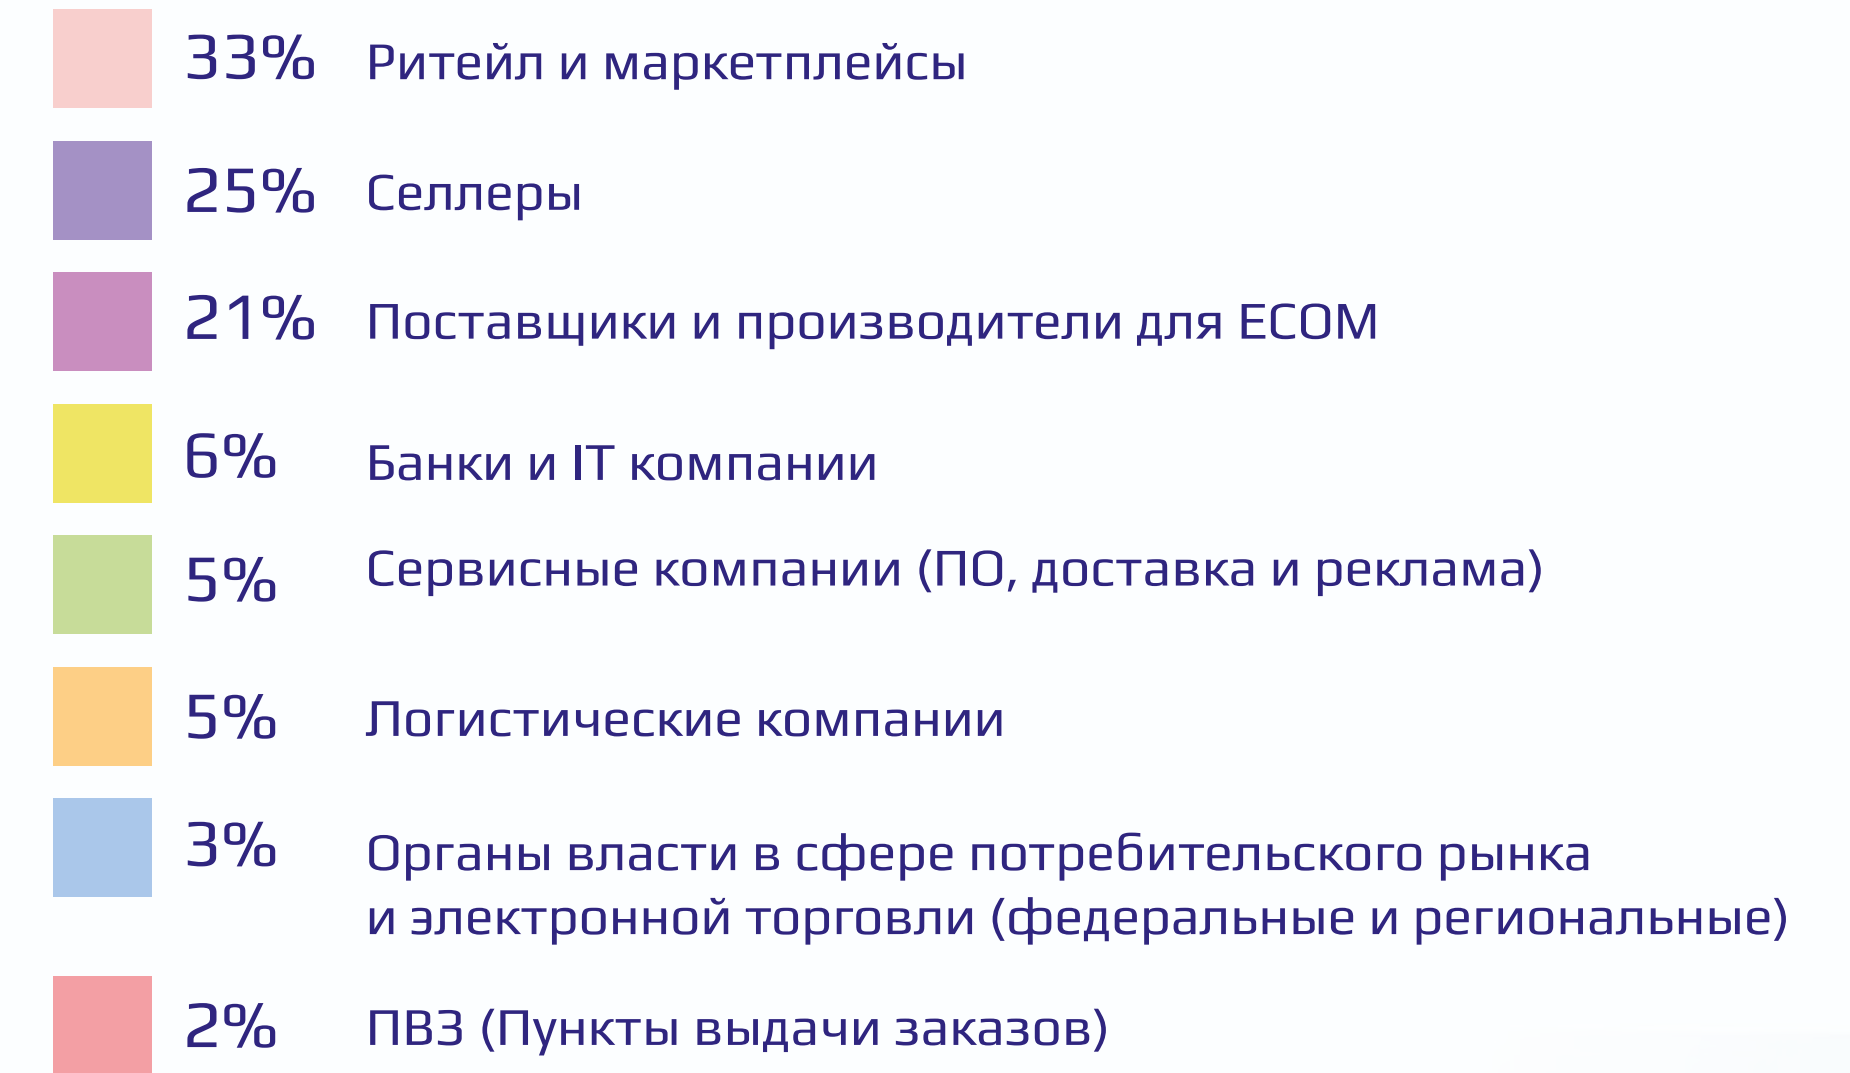 33% Ритейл и маркетплейсы
25% Селлеры
21% Поставщики и производители для ECOM
6% Банки и IT компании
5% Сервисные компании (ПО, доставка и реклама)
5% Логистические компании
3% Органы власти в сфере потребительского рынка
и электронной торговли (федеральные и региональные)
2% ПВЗ (Пункты выдачи заказов)